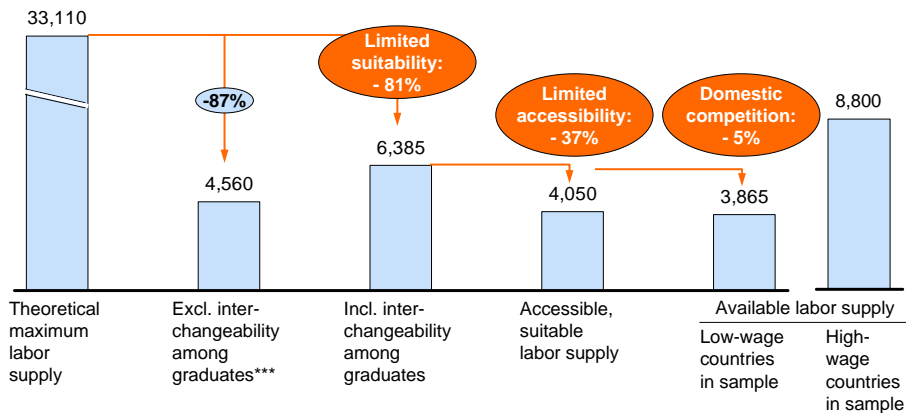 33,110
Limited
suitability:
- 81%
-87%
Limited
accessibility:
- 37%
Domestic
competition:
- 5%
8,800
6,385
4,560
4,050
3,865
Theoretical
maximum
labor
supply
Excl. inter-
changeability
among
graduates***
Incl. inter-
changeability
among
graduates
Accessible,
suitable
labor supply
Available labor supply
Low-wage
countries
in sample
High-
wage
countries
in sample